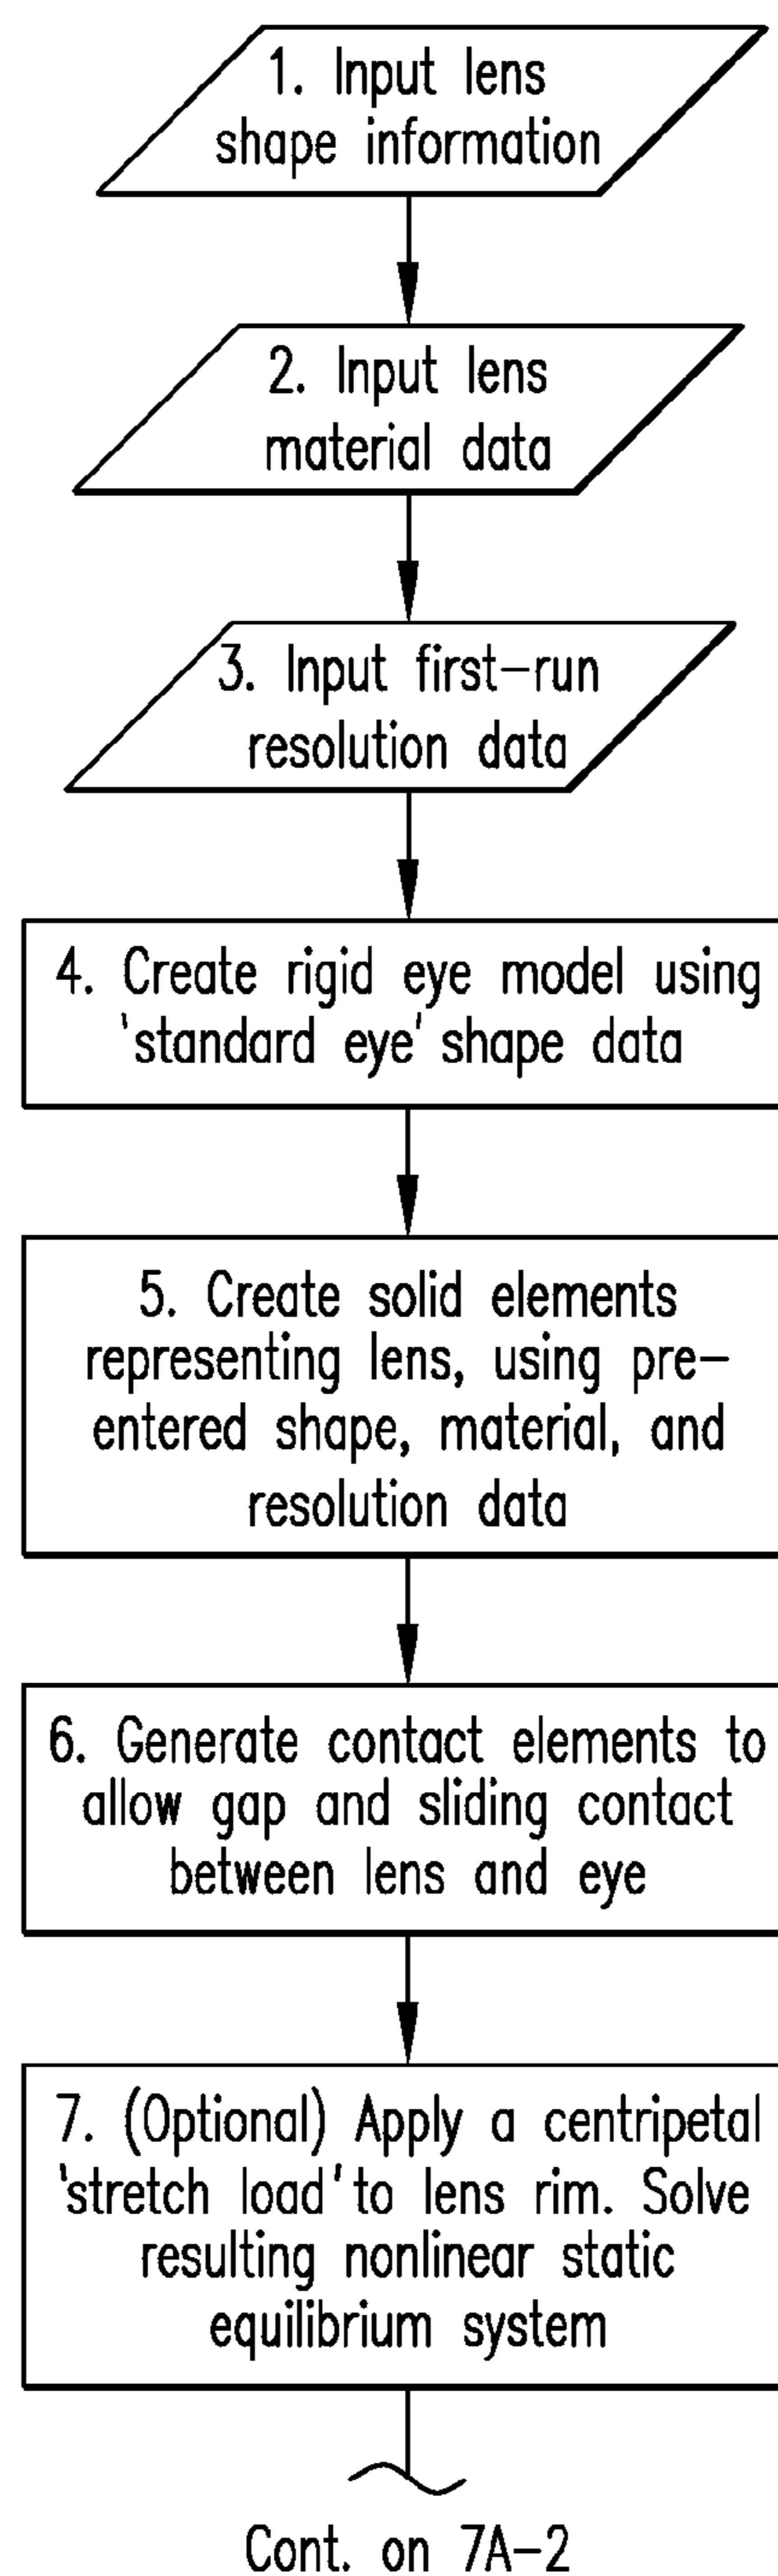 1. Input lens
shape information
2. Input lens
material data
3. Input first-run
resolution data
4. Create rigid eye model using
'standard eye' shape data
5. Create solid elements
representing lens, using pre-
entered shape, material, and
resolution data
6. Generate contact elements to
allow gap and sliding contact
between lens and eye
7. (Optional) Apply a centripetal
'stretch load' to lens rim. Solve
resulting nonlinear static
equilibrium system
Cont. on 7A-2